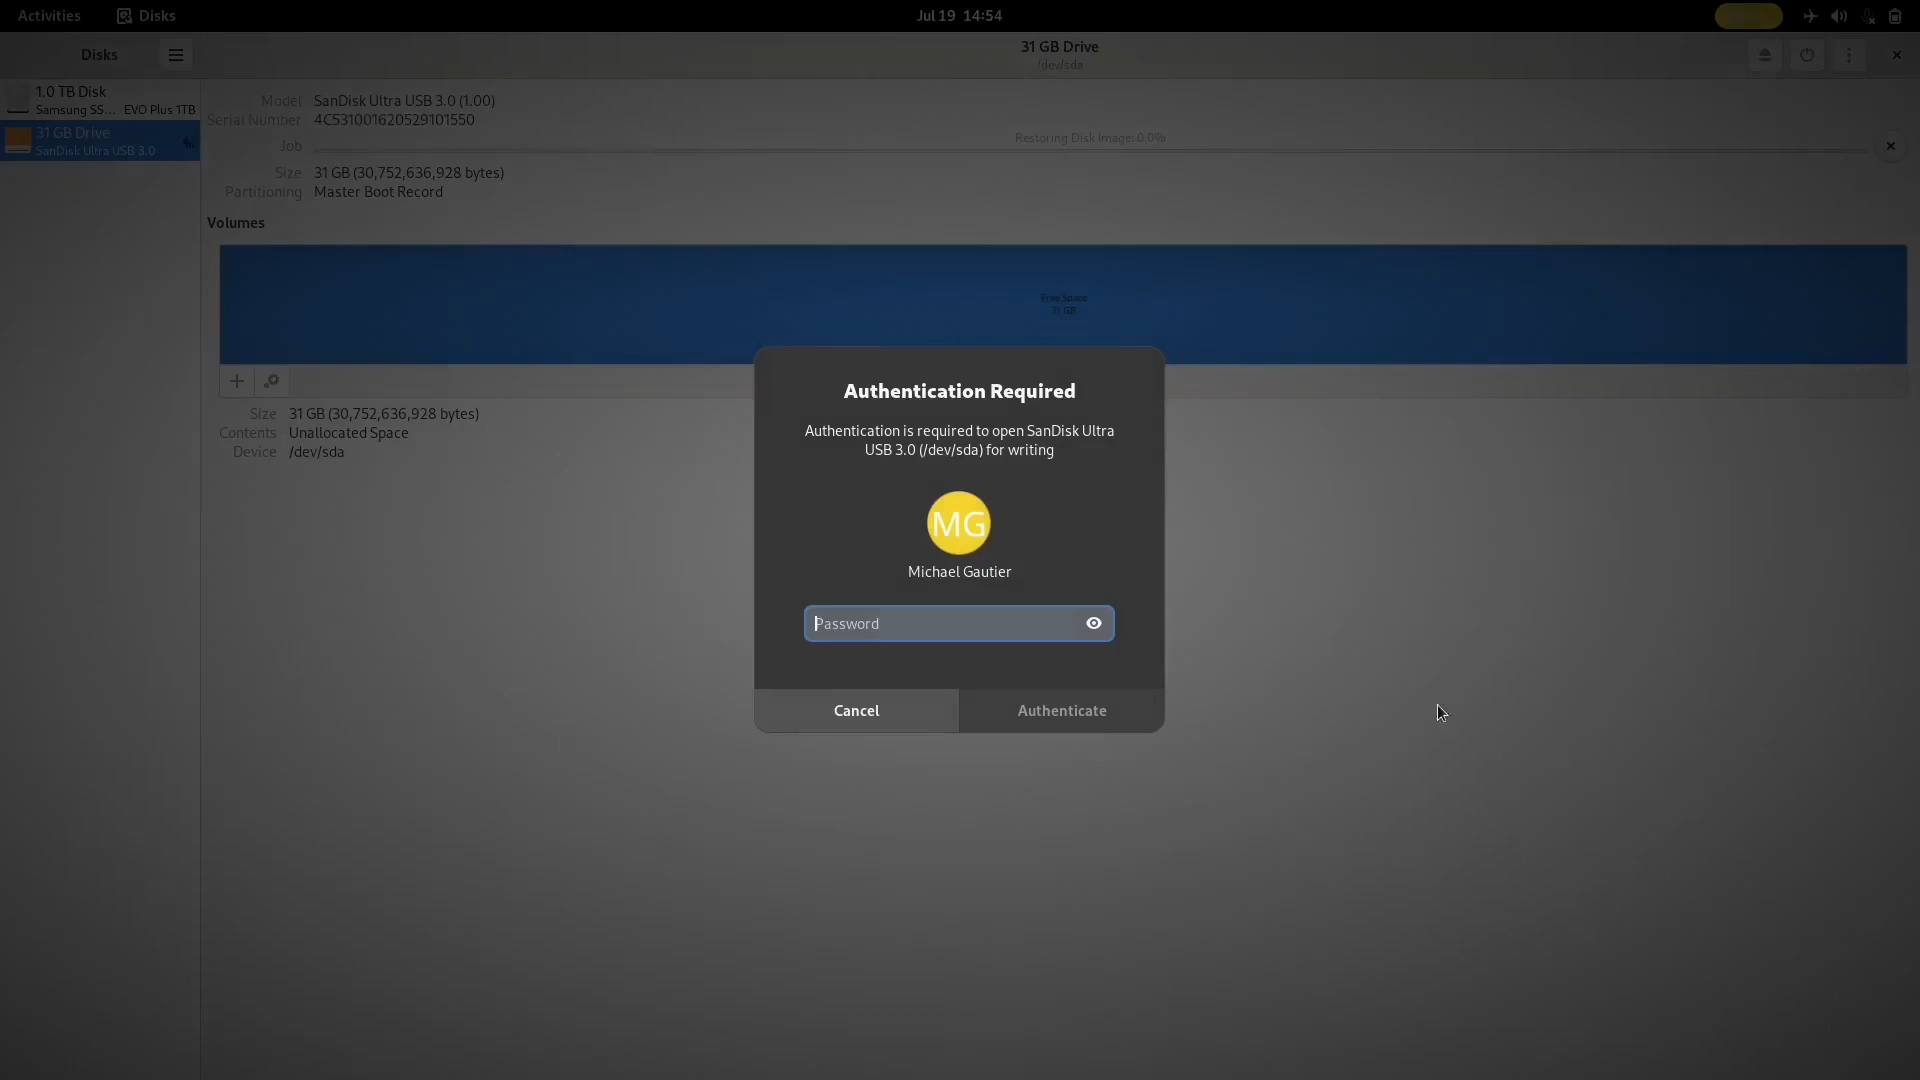 Activities
Disks
Jul 19 14:54
Disks
31 GB Drive
/dev/sda
1.0 TB Disk
Samsung SS... EVO Plus 1TB
31 GB Drive
SanDisk Ultra USB 3.0
Model SanDisk Ultra USB 3.0 (1.00)
Serial Number 4C531001620529101550
Restoring Disk Image: 0.0%
Job
Size 31 GB (30,752,636,928 bytes)
Partitioning Master Boot Record
Volumes
Free Space
31 GB
Size 31 GB (30,752,636,928 bytes)
Contents Unallocated Space
Device /dev/sda
Authentication Required
Authentication is required to open SanDisk Ultra
USB 3.0 (/dev/sda) for writing
MG
Michael Gautier
Password
Cancel
Authenticate